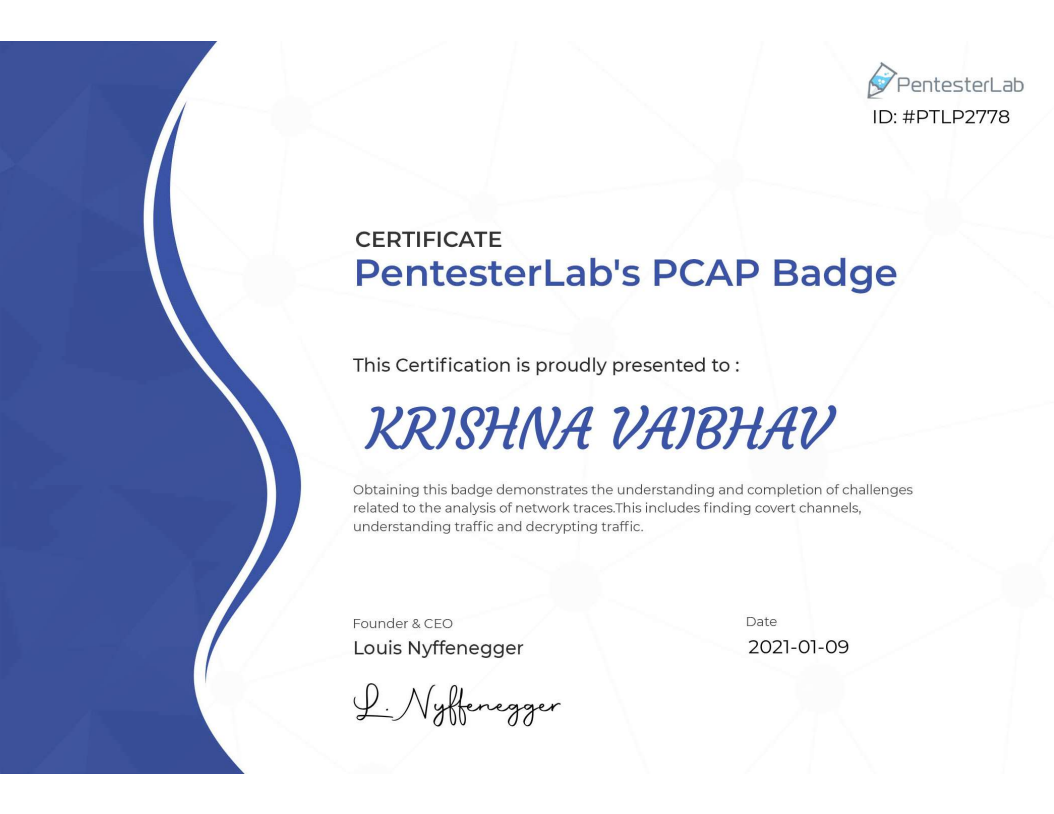 PentesterLab
ID: #PTLP2778
CERTIFICATE
PentesterLab's PCAP Badge
This Certification is proudly presented to :
KRISHNA VAIBHAV
Obtaining this badge demonstrates the understanding and completion of challenges
related to the analysis of network traces.This includes finding covert channels,
understanding traffic and decrypting traffic.
Founder & CEO
Louis Nyffenegger
L. Nyffenegger
Date
2021-01-09